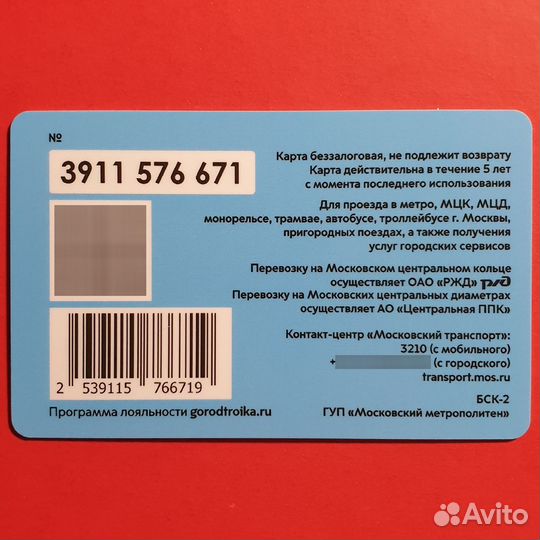 №
3911 576 671
Карта беззалоговая, не подлежит возврату
Карта действительна в течение 5 лет
с момента последнего использования
Для проезда в метро, МЦК, МЦД,
монорельсе, трамвае, автобусе, троллейбусе г. Москвы,
пригородных поездах, а также получения
услуг городских сервисов
Перевозку на Московском центральном кольце
осуществляет ОАО «РЖД» РЖД
Перевозку на Московских центральных диаметрах
осуществляет АО «Центральная ППК»
Контакт-центр «Московский транспорт»:
3210 (с мобильного)
+ (с городского)
transport.mos.ru
2 539115 766719
Программа лояльности gorodtroika.ru
БСК-2
ГУП «Московский метрополитен»
Avito